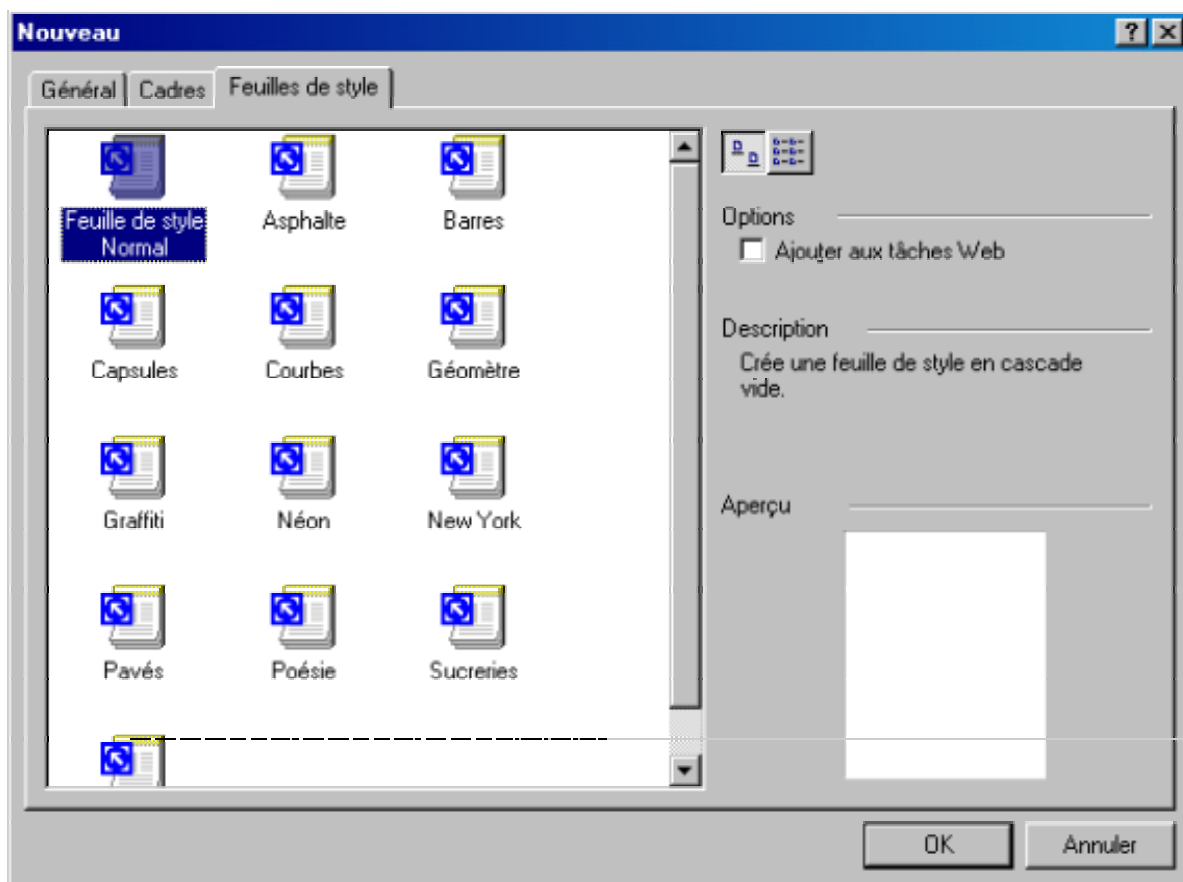 Nouveau
Général Cadres Feuilles de style
Feuille de style
Normal
Asphalte
Barres
Capsules
Courbes
Géomètre
Graffiti
Néon
New York
Pavés
Poésie
Sucreries
Options
Ajouter aux tâches Web
Description
Crée une feuille de style en cascade
vide.
Aperçu
OK
Annuler